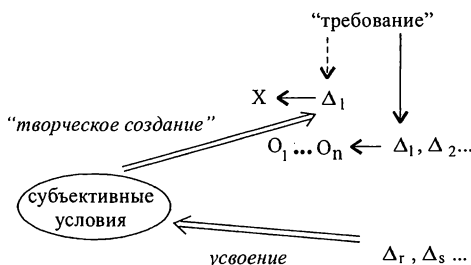 “требование”
X ← Δ₁
“творческое создание”
O₁ ... Oₙ ← Δ₁, Δ₂...
субъективные
условия
усвоение
Δᵣ , Δₛ ...